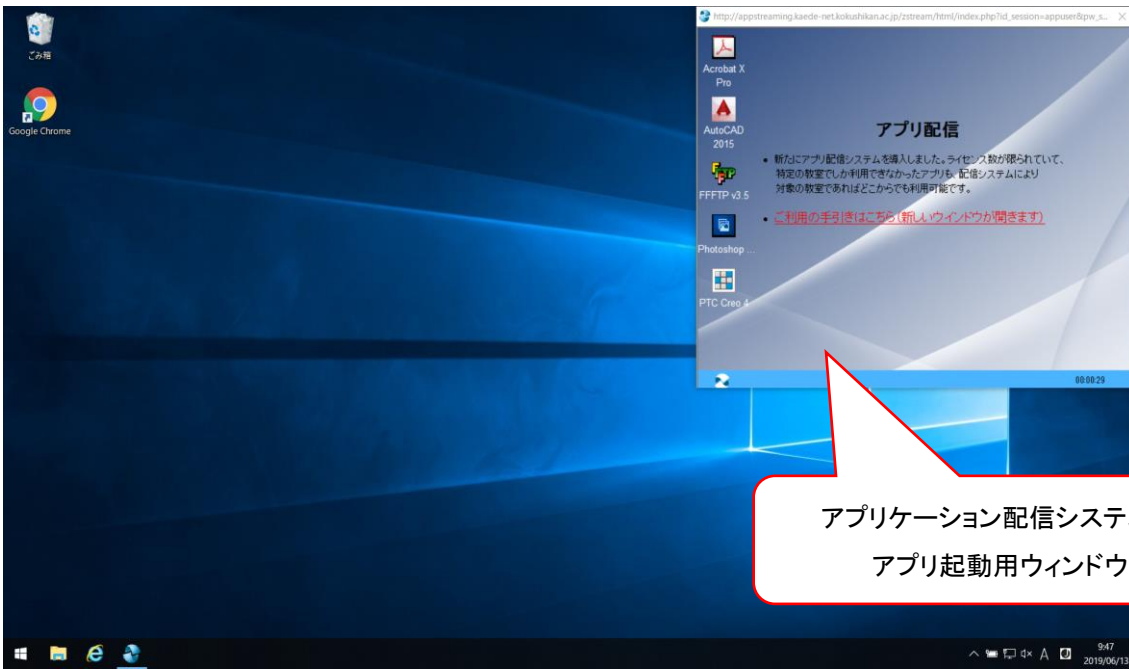 ごみ箱
Google Chrome
http://appstreaming.kaede-net.kokushikan.ac.jp/zstream/html/index.php?id_session=appuser&pw_s...
Acrobat X
Pro
AutoCAD
2015
FFFTP v3.5
Photoshop ...
PTC Creo 4
アプリ配信
• 新たにアプリ配信システムを導入しました。ライセンス数が限られていて、
特定の教室でしか利用できなかったアプリも、配信システムにより
対象の教室であればどこからでも利用可能です。
• ご利用の手引きはこちら(新しいウィンドウが開きます)
00:00:29
アプリケーション配信システ
アプリ起動用ウィンドウ
A
9:47
2019/06/13